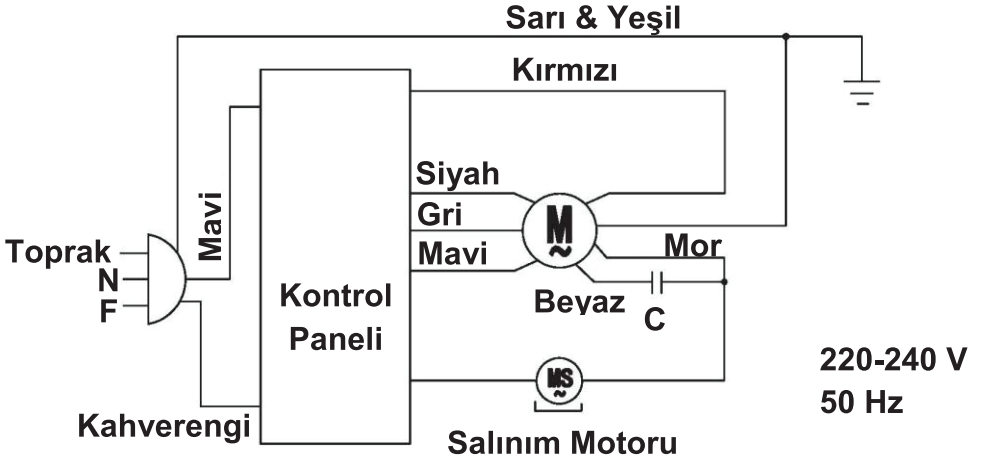 Sarı & Yeşil
Kırmızı
Siyah
Gri
Mavi
Mavi
Toprak
N
F
M
~
Mor
Beyaz
C
Kontrol
Paneli
MS
~
220-240 V
50 Hz
Kahverengi
Salınım Motoru